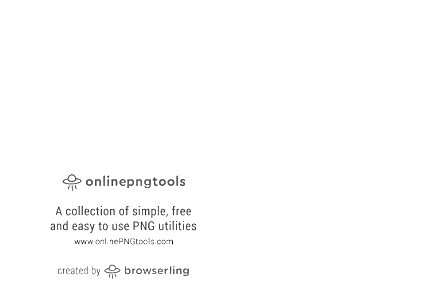 onlinepngtools
A collection of simple, free
and easy to use PNG utilities
www.onlinePNGtools.com
created by browserling